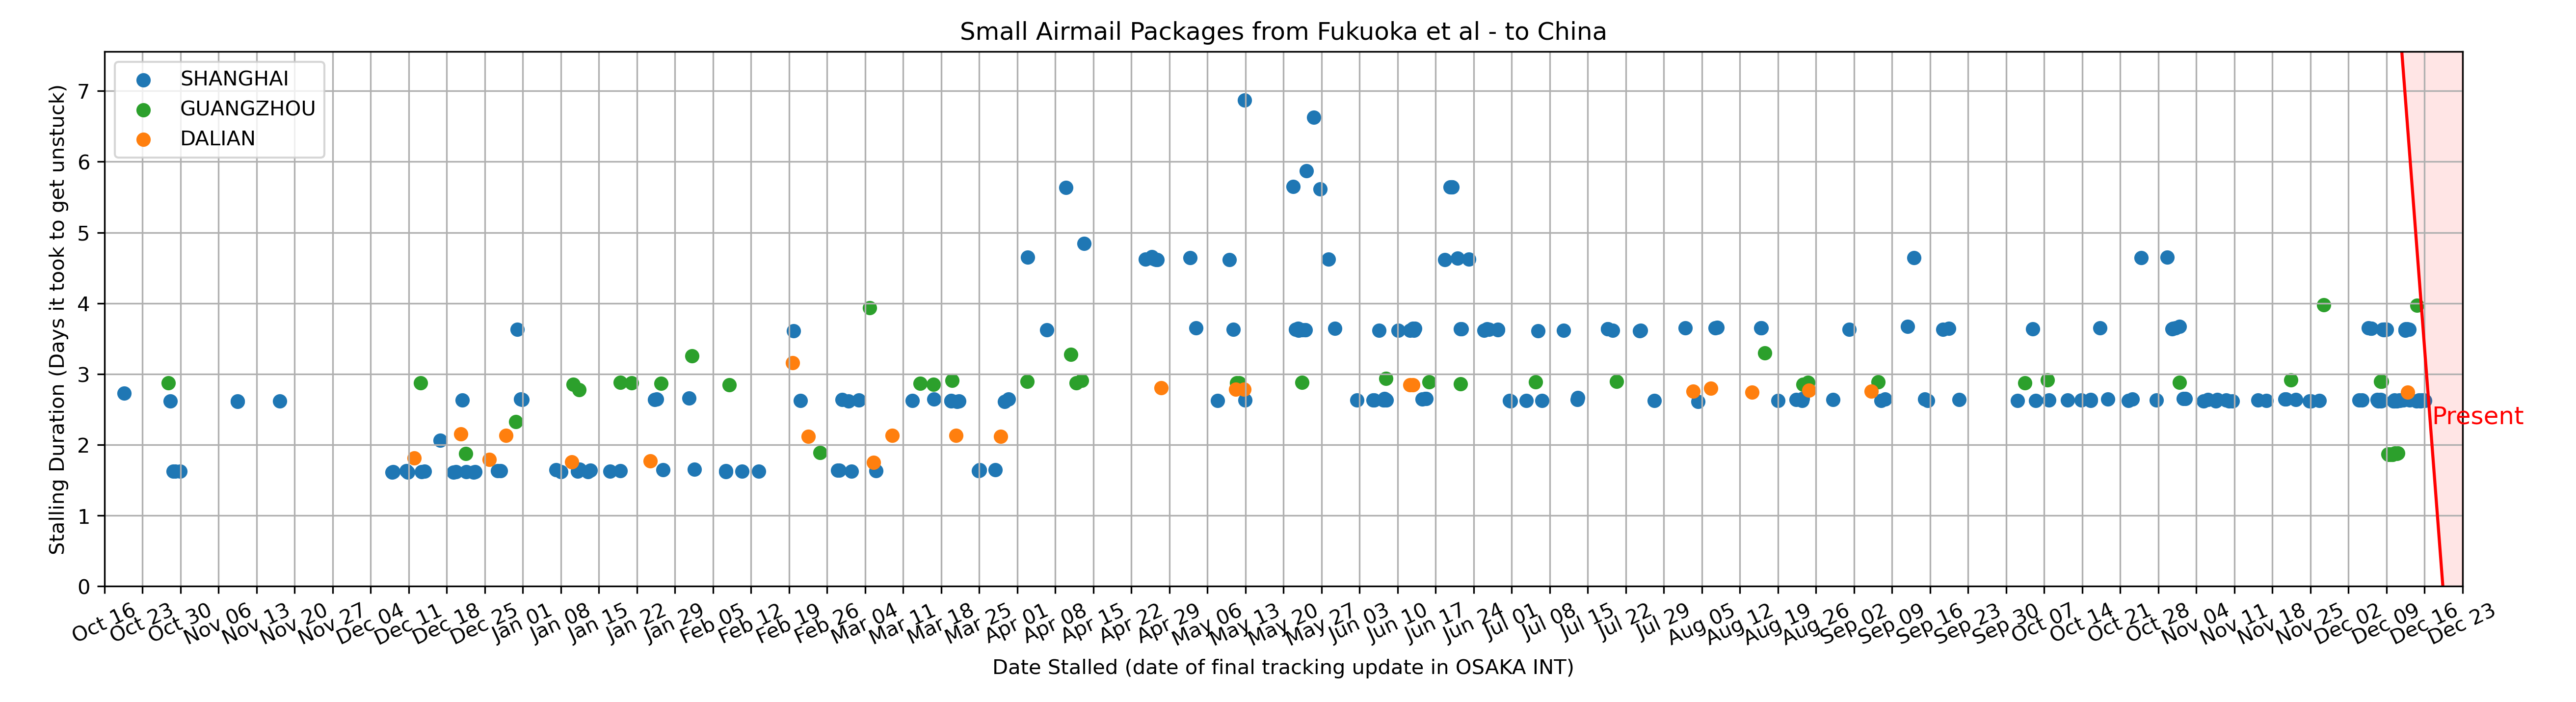 Small Airmail Packages from Fukuoka et al - to China
SHANGHAI
GUANGZHOU
DALIAN
Stalling Duration (Days it took to get unstuck)
7
6
5
4
3
2
1
0
Present
Oct 16 Oct 23 Oct 30 Nov 06 Nov 13 Nov 20 Nov 27 Dec 04 Dec 11 Dec 18 Dec 25 Jan 01 Jan 08 Jan 15 Jan 22 Jan 29 Feb 05 Feb 12 Feb 19 Feb 26 Mar 04 Mar 11 Mar 18 Mar 25 Apr 01 Apr 08 Apr 15 Apr 22 Apr 29 May 06 May 13 May 20 May 27 Jun 03 Jun 10 Jun 17 Jun 24 Jul 01 Jul 08 Jul 15 Jul 22 Jul 29 Aug 05 Aug 12 Aug 19 Aug 26 Sep 02 Sep 09 Sep 16 Sep 23 Sep 30 Oct 07 Oct 14 Oct 21 Oct 28 Nov 04 Nov 11 Nov 18 Nov 25 Dec 02 Dec 09 Dec 16 Dec 23
Date Stalled (date of final tracking update in OSAKA INT)